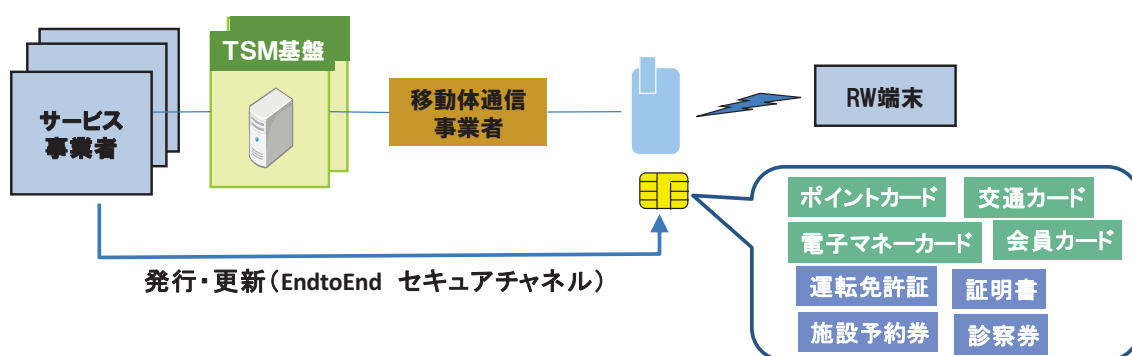 TSM基盤
サービス
事業者
移動体通信
事業者
RW端末
ポイントカード
交通カード
電子マネーカード
会員カード
運転免許証
証明書
施設予約券
診察券
発行・更新(EndtoEnd セキュアチャネル)